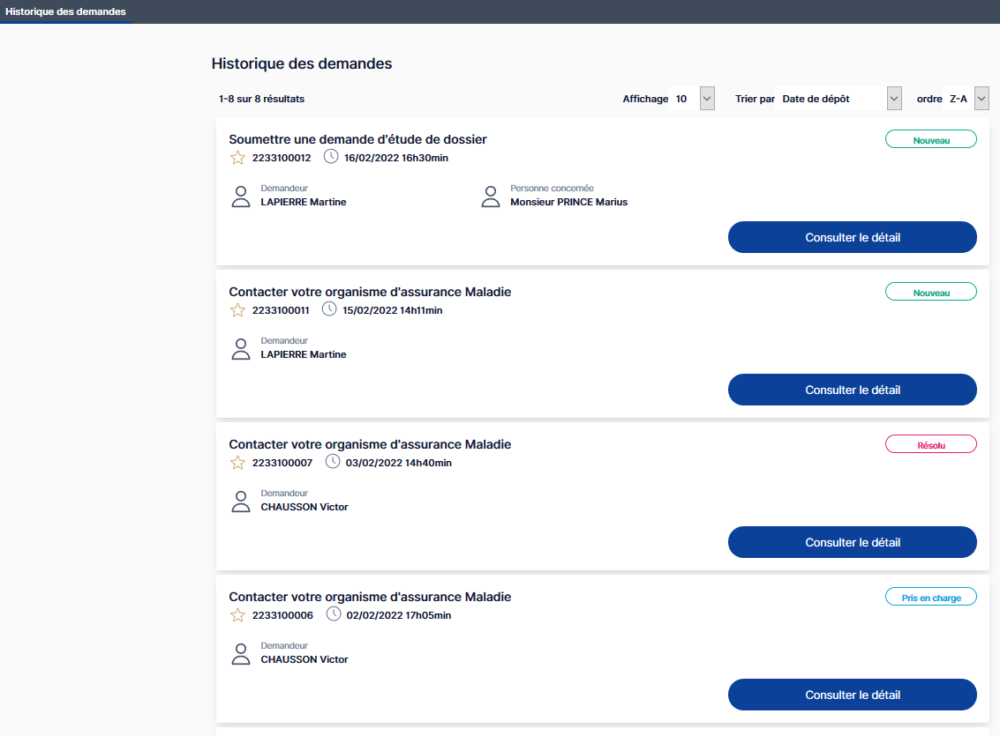 Historique des demandes
Historique des demandes
1-8 sur 8 résultats Affichage 10 Trier par Date de dépôt ordre Z-A
Soumettre une demande d'étude de dossier Nouveau
2233100012 16/02/2022 16h30min
Demandeur Personne concernée
LAPIERRE Martine Monsieur PRINCE Marius
Consulter le détail
Contacter votre organisme d'assurance Maladie Nouveau
2233100011 15/02/2022 14h11min
Demandeur
LAPIERRE Martine
Consulter le détail
Contacter votre organisme d'assurance Maladie Résolu
2233100007 03/02/2022 14h40min
Demandeur
CHAUSSON Victor
Consulter le détail
Contacter votre organisme d'assurance Maladie Pris en charge
2233100006 02/02/2022 17h05min
Demandeur
CHAUSSON Victor
Consulter le détail